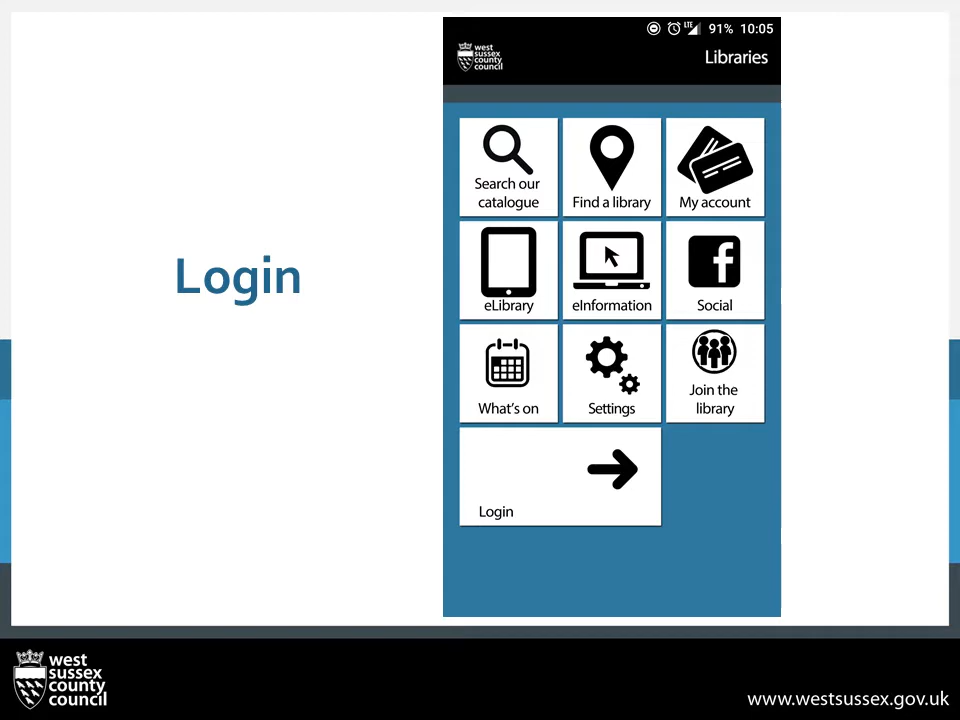 LTE 91% 10:05
west
sussex
county
council
Libraries
Search our
catalogue
Find a library
My account
Login
eLibrary
eInformation
Social
What's on
Settings
Join the
library
Login
west
sussex
county
council
www.westsussex.gov.uk